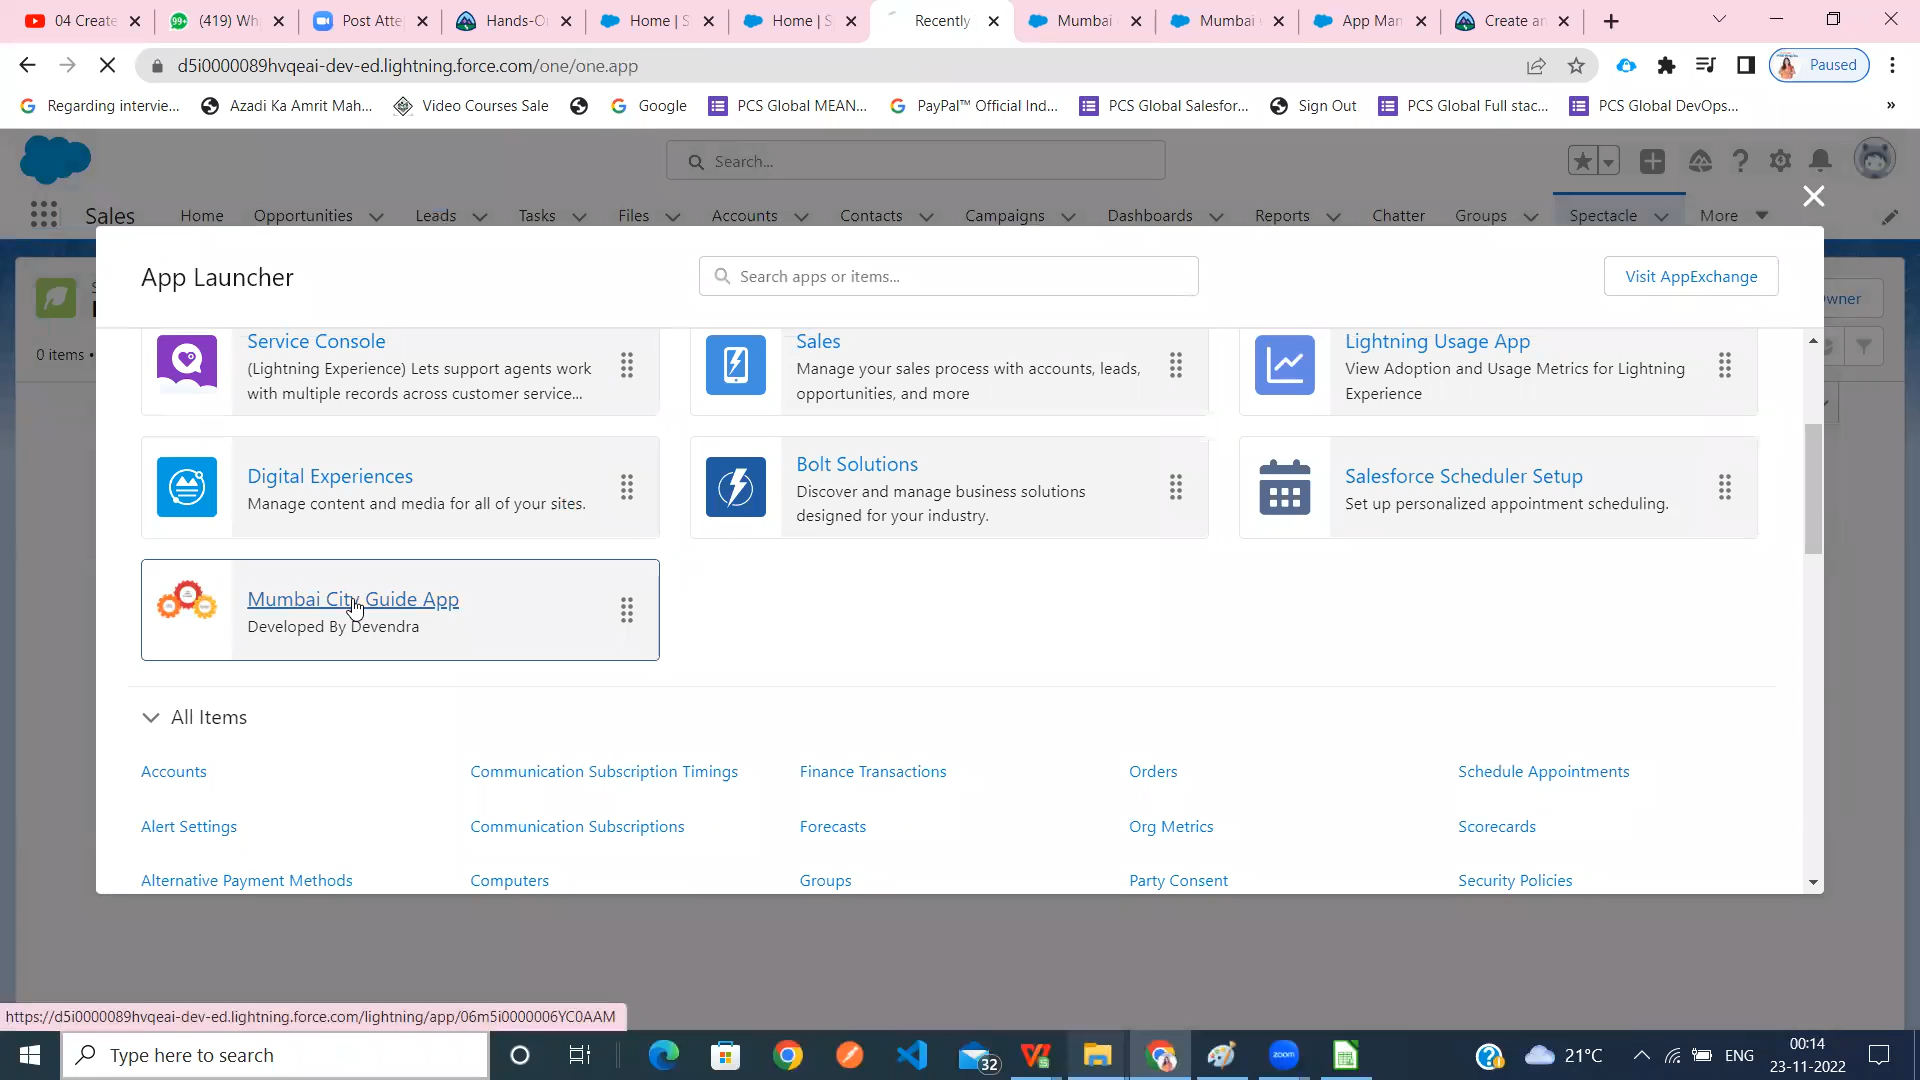 04 Create
(419) Wh
Post Atte
Hands-O
Home | S
Home | S
Recently
Mumbai
Mumbai
App Man
Create an
d5i0000089hvqeai-dev-ed.lightning.force.com/one/one.app
Paused
Regarding intervie...
Azadi Ka Amrit Mah...
Video Courses Sale
Google
PCS Global MEAN...
PayPal™ Official Ind...
PCS Global Salesfor...
Sign Out
PCS Global Full stac...
PCS Global DevOps...
»
Search...
Sales
Home
Opportunities
Leads
Tasks
Files
Accounts
Contacts
Campaigns
Dashboards
Reports
Chatter
Groups
Spectacle
More
App Launcher
Search apps or items...
Visit AppExchange
0 items •
Service Console
(Lightning Experience) Lets support agents work
with multiple records across customer service...
Sales
Manage your sales process with accounts, leads,
opportunities, and more
Lightning Usage App
View Adoption and Usage Metrics for Lightning
Experience
Digital Experiences
Manage content and media for all of your sites.
Bolt Solutions
Discover and manage business solutions
designed for your industry.
Salesforce Scheduler Setup
Set up personalized appointment scheduling.
Mumbai City Guide App
Developed By Devendra
All Items
Accounts
Communication Subscription Timings
Finance Transactions
Orders
Schedule Appointments
Alert Settings
Communication Subscriptions
Forecasts
Org Metrics
Scorecards
Alternative Payment Methods
Computers
Groups
Party Consent
Security Policies
https://d5i0000089hvqeai-dev-ed.lightning.force.com/lightning/app/06m5i0000006YC0AAM
Type here to search
32
zoom
21°C
ENG
00:14
23-11-2022